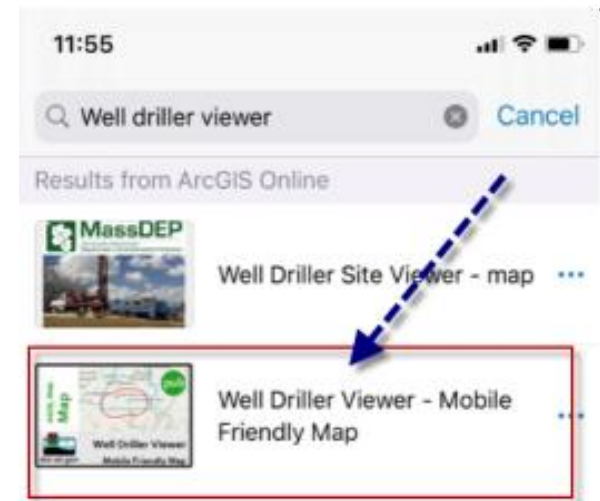 11:55
Well driller viewer
Cancel
Results from ArcGIS Online
MassDEP
Well Driller Site Viewer - map
Map
pub
Well Driller Viewer
Mobile Friendly Map
Well Driller Viewer - Mobile
Friendly Map